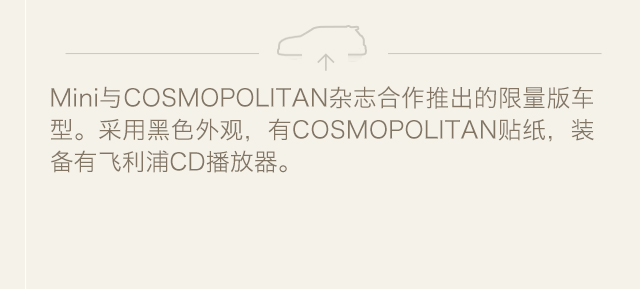 Mini与COSMOPOLITAN杂志合作推出的限量版车
型。采用黑色外观，有COSMOPOLITAN贴纸，装
备有飞利浦CD播放器。